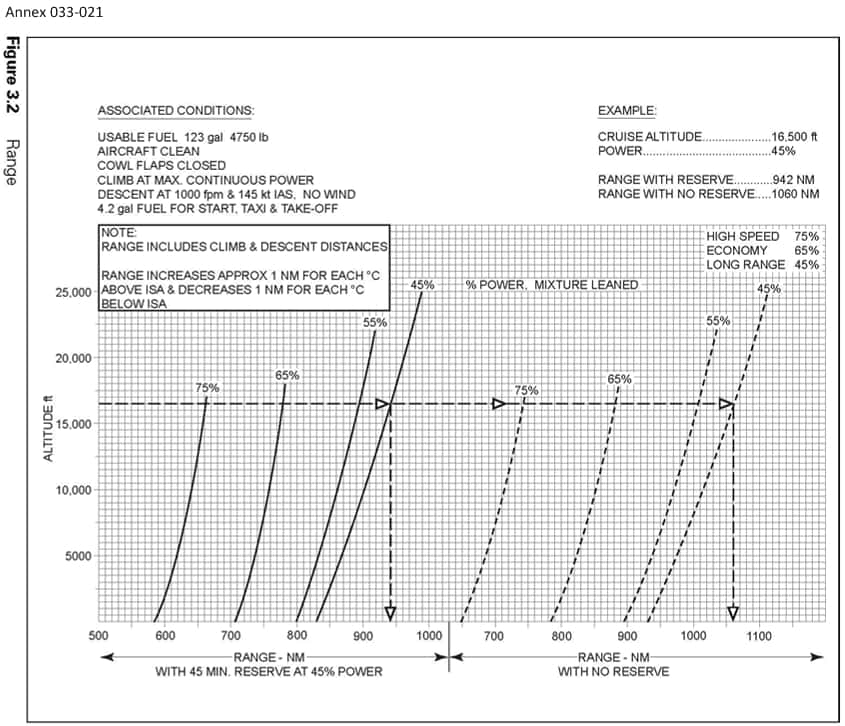 Annex 033-021
Figure 3.2 Range
ASSOCIATED CONDITIONS:
USABLE FUEL 123 gal 4750 lb
AIRCRAFT CLEAN
COWL FLAPS CLOSED
CLIMB AT MAX. CONTINUOUS POWER
DESCENT AT 1000 fpm & 145 kt IAS, NO WIND
4.2 gal FUEL FOR START, TAXI & TAKE-OFF
EXAMPLE:
CRUISE ALTITUDE.....................16,500 ft
POWER.......................................45%
RANGE WITH RESERVE............942 NM
RANGE WITH NO RESERVE.....1060 NM
NOTE:
RANGE INCLUDES CLIMB & DESCENT DISTANCES
RANGE INCREASES APPROX 1 NM FOR EACH °C
ABOVE ISA & DECREASES 1 NM FOR EACH °C
BELOW ISA
HIGH SPEED 75%
ECONOMY 65%
LONG RANGE 45%
% POWER, MIXTURE LEANED
45%
45%
55%
55%
65%
65%
75%
75%
ALTITUDE ft
25,000
20,000
15,000
10,000
5000
500 600 700 800 900 1000 700 800 900 1000 1100
RANGE - NM
WITH 45 MIN. RESERVE AT 45% POWER
RANGE - NM
WITH NO RESERVE